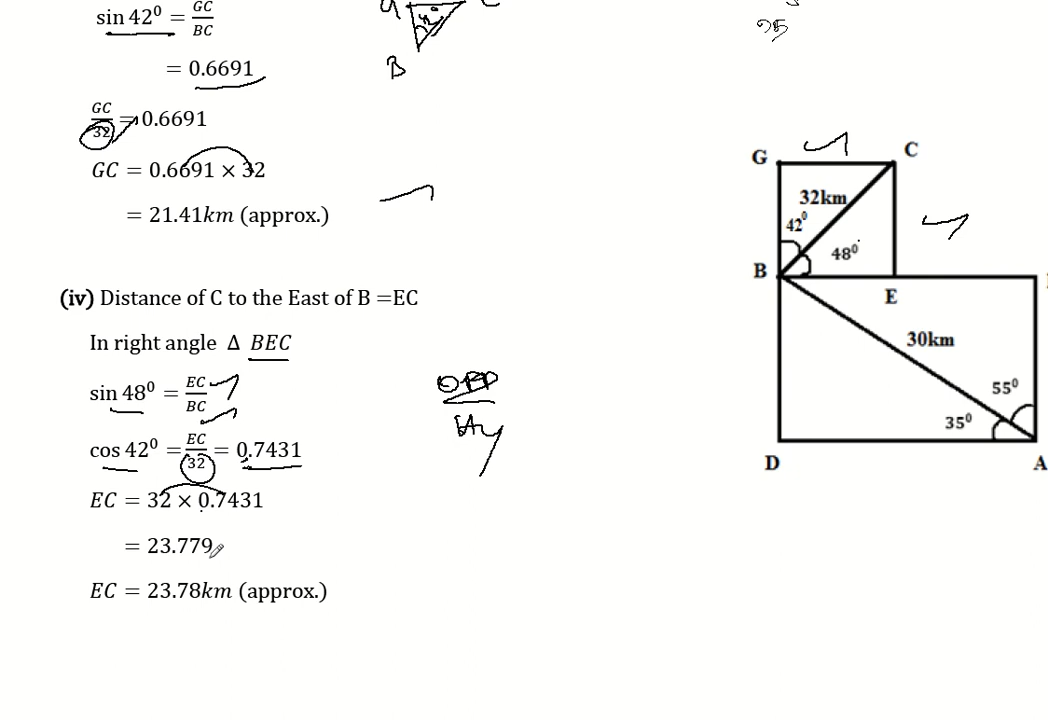 sin 42⁰ = GC/BC
= 0.6691
GC/32 = 0.6691
GC = 0.6691 × 32
= 21.41km (approx.)
(iv) Distance of C to the East of B =EC
In right angle Δ BEC
sin 48⁰ = EC/BC
cos 42⁰ = EC/32 = 0.7431
EC = 32 × 0.7431
= 23.779
EC = 23.78km (approx.)
B
OPP
Hy
G
C
32km
42⁰
48⁰
B
E
30km
55⁰
35⁰
D
A